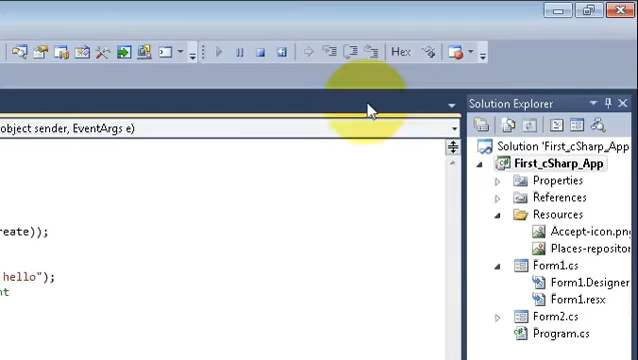 Hex
Solution Explorer
object sender, EventArgs e)
Solution 'First_cSharp_App
First_cSharp_App
Properties
References
Resources
reate));
Accept-icon.png
Places-reposito
hello");
Form1.cs
nt
Form1.Designer
Form1.resx
Form2.cs
Program.cs